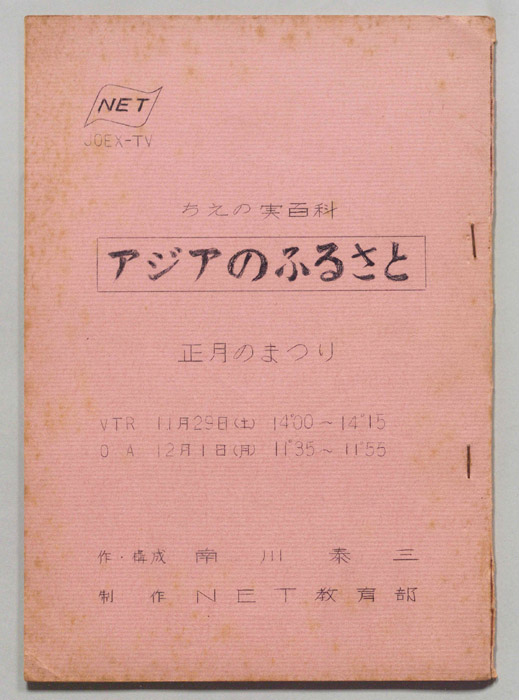 NET
JOEX-TV
ちえの実百科
アジアのふるさと
正月のまつり
VTR 11月29日(土) 14°00~14°15
O A 12月1日(月) 11°35~11°55
作・構成 南川泰三
制作 NET教育部